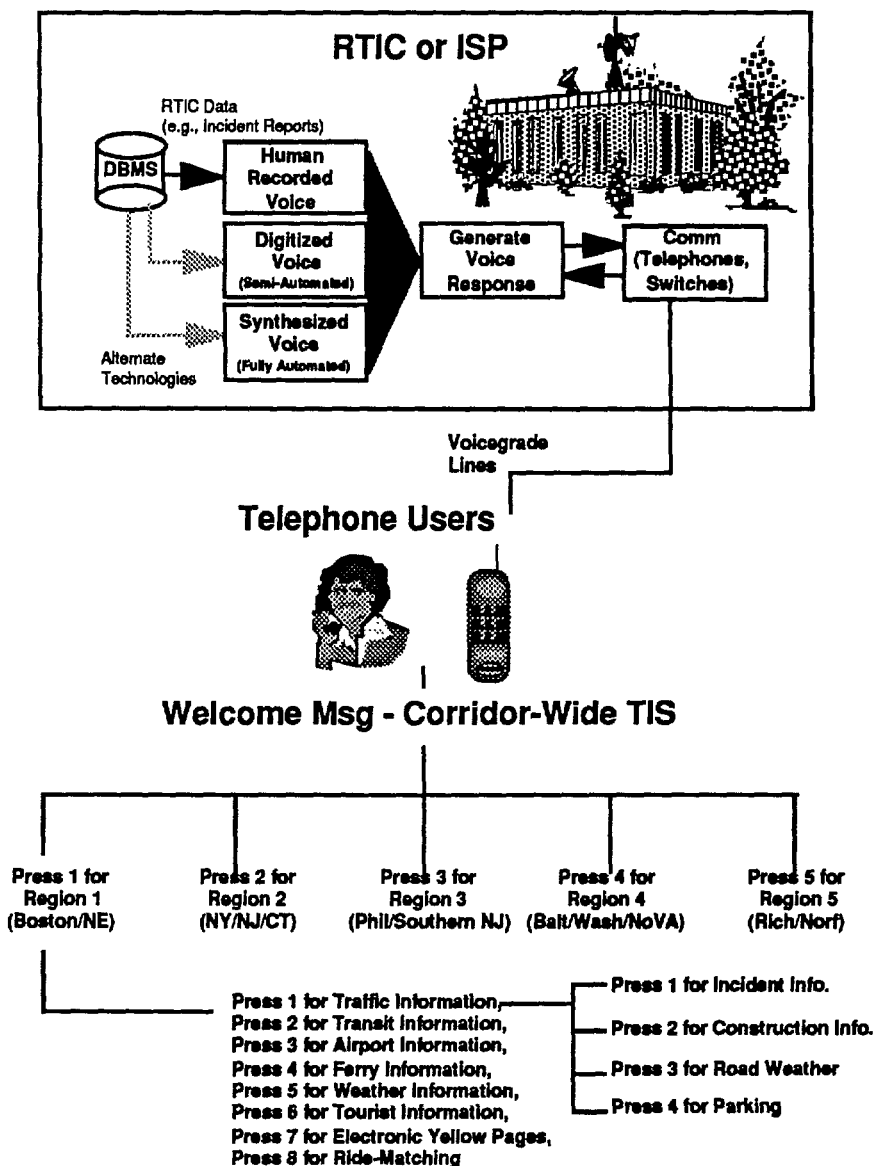 RTIC or ISP
RTIC Data
(e.g., Incident Reports)
DBMS
Human
Recorded
Voice
Digitized
Voice
(Semi-Automated)
Synthesized
Voice
(Fully Automated)
Alternate
Technologies
Generate
Voice
Response
Comm
(Telephones,
Switches)
Voicegrade
Lines
Telephone Users
Welcome Msg - Corridor-Wide TIS
Press 1 for
Region 1
(Boston/NE)
Press 2 for
Region 2
(NY/NJ/CT)
Press 3 for
Region 3
(Phil/Southern NJ)
Press 4 for
Region 4
(Balt/Wash/NoVA)
Press 5 for
Region 5
(Rich/Norf)
Press 1 for Traffic Information,
Press 2 for Transit Information,
Press 3 for Airport Information,
Press 4 for Ferry Information,
Press 5 for Weather Information,
Press 6 for Tourist Information,
Press 7 for Electronic Yellow Pages,
Press 8 for Ride-Matching
Press 1 for Incident Info.
Press 2 for Construction Info.
Press 3 for Road Weather
Press 4 for Parking